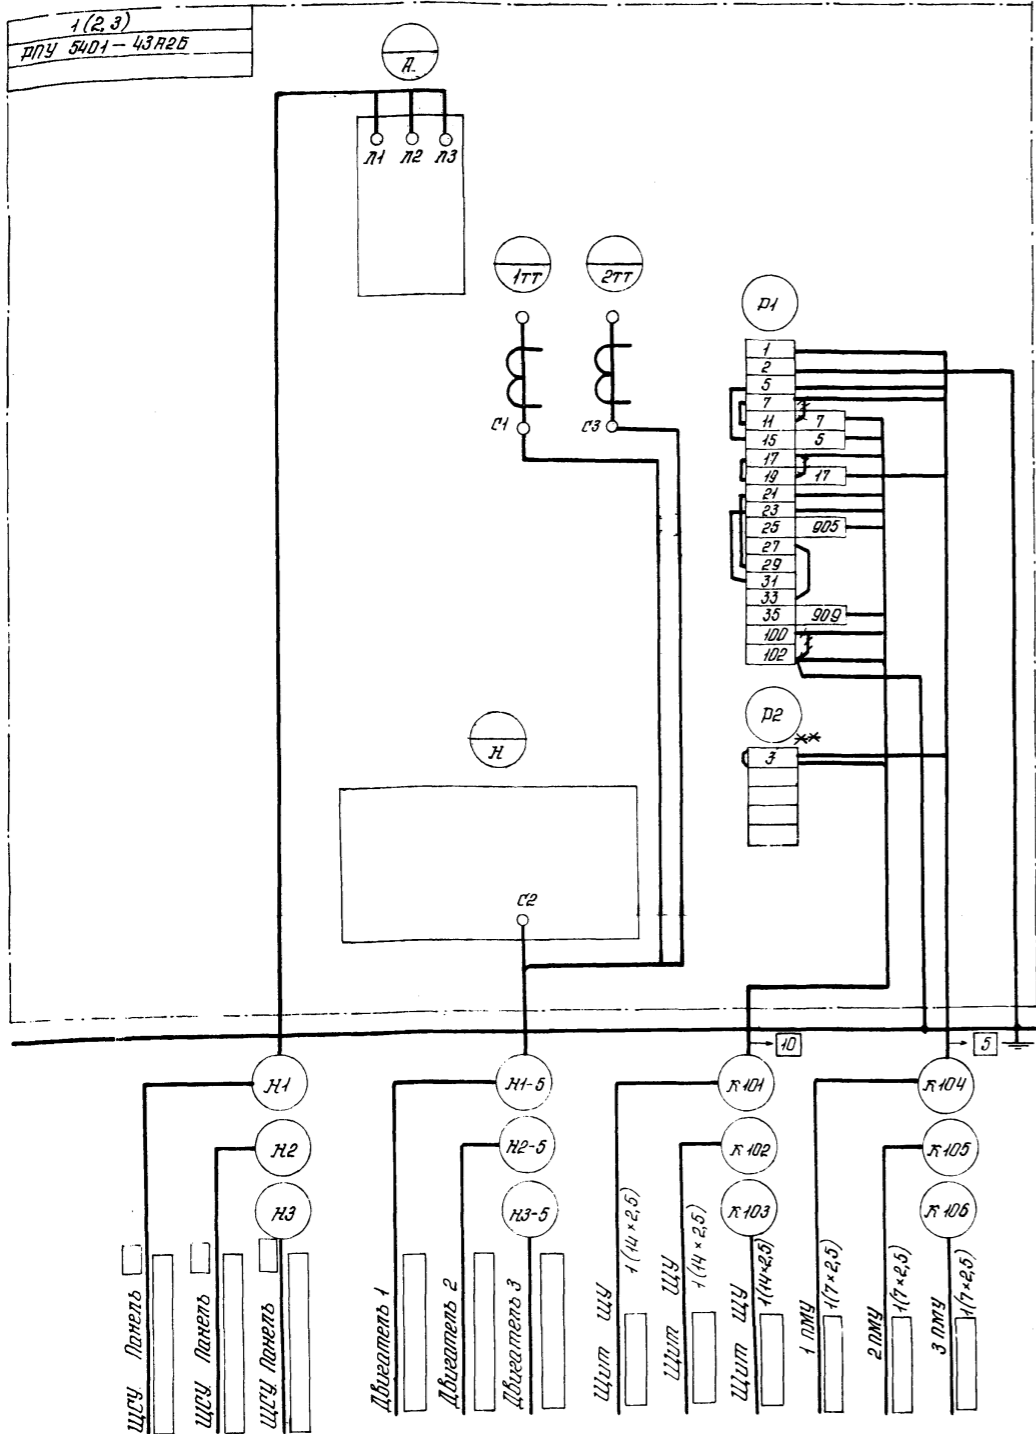 1(2,3)
РПУ 5401-43А2Б
А
Л1 Л2 Л3
1ТТ 2ТТ
Р1
С1 С3
1
2
5
7
11 7
15 5
17
19 17
21
23
25 905
27
29
31
33
35 909
100
102
Р2
3
Н
С2
10 5
Н1 Н1-5 К101 К104
Н2 Н2-5 К102 К105
Н3 Н3-5 К103 К106
ЩСУ Панель
ЩСУ Панель
ЩСУ Панель
Двигатель 1
Двигатель 2
Двигатель 3
Щит ЩУ 1(14×2,5)
Щит ЩУ 1(14×2,5)
Щит ЩУ 1(14×2,5)
1 ПМУ 1(7×2,5)
2 ПМУ 1(7×2,5)
3 ПМУ 1(7×2,5)